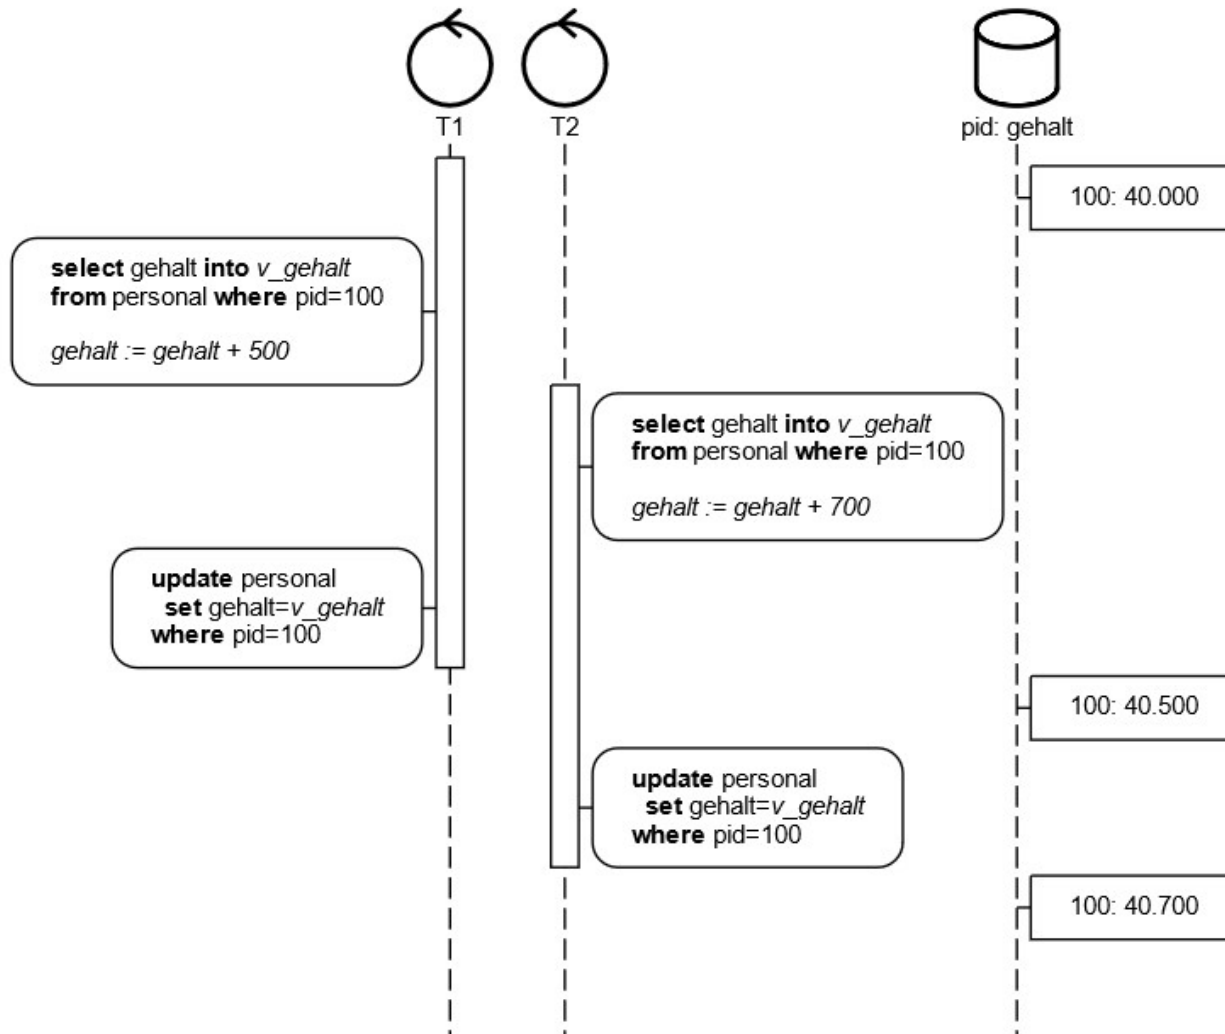 T1
T2
pid: gehalt
100: 40.000
select gehalt into v_gehalt
from personal where pid=100
gehalt := gehalt + 500
select gehalt into v_gehalt
from personal where pid=100
gehalt := gehalt + 700
update personal
set gehalt=v_gehalt
where pid=100
100: 40.500
update personal
set gehalt=v_gehalt
where pid=100
100: 40.700